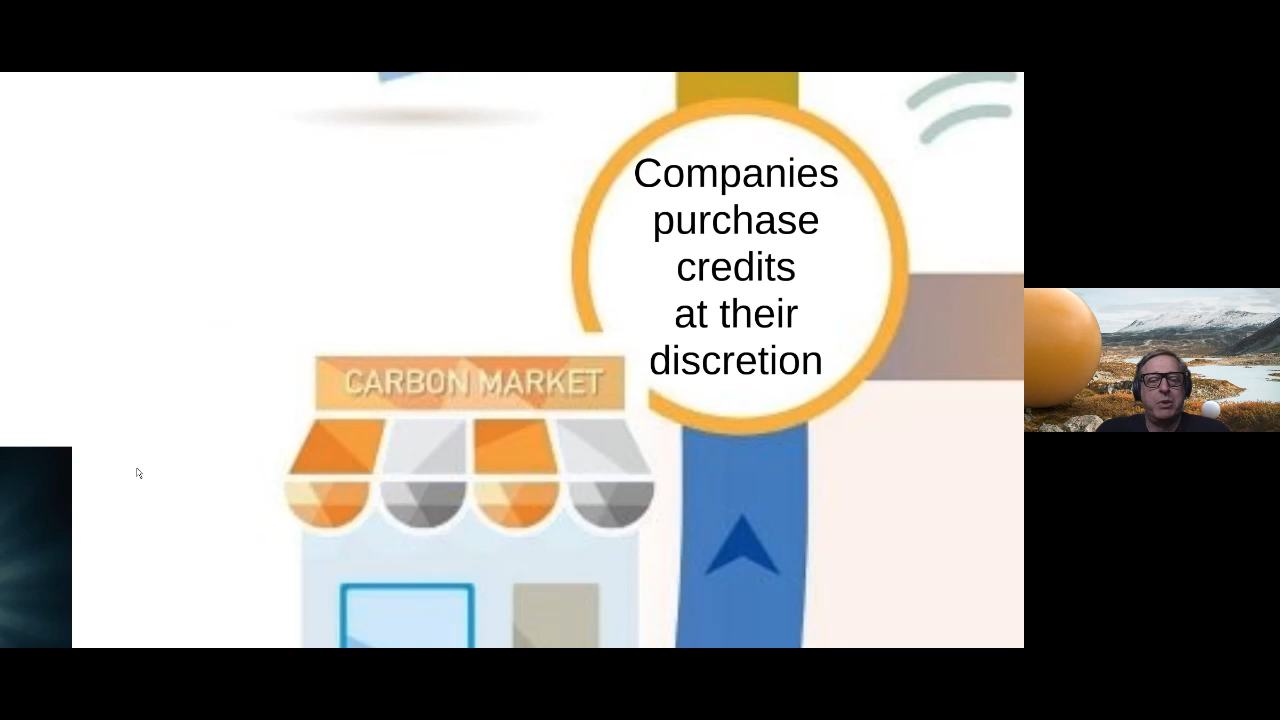 Companies
purchase
credits
at their
discretion
CARBON MARKET